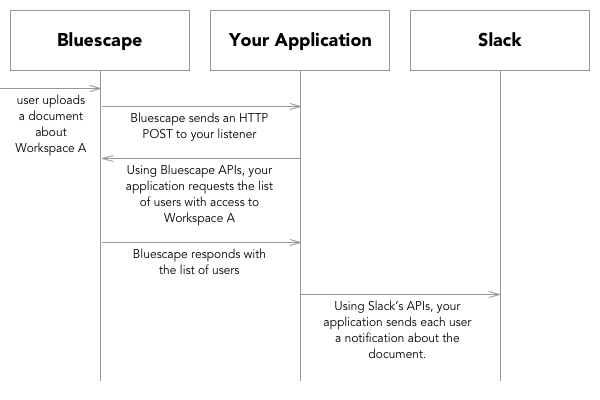 Bluescape
Your Application
Slack
user uploads
a document
about
Workspace A
Bluescape sends an HTTP
POST to your listener
Using Bluescape APIs, your
application requests the list
of users with access to
Workspace A
Bluescape responds with
the list of users
Using Slack’s APIs, your
application sends each user
a notification about the
document.